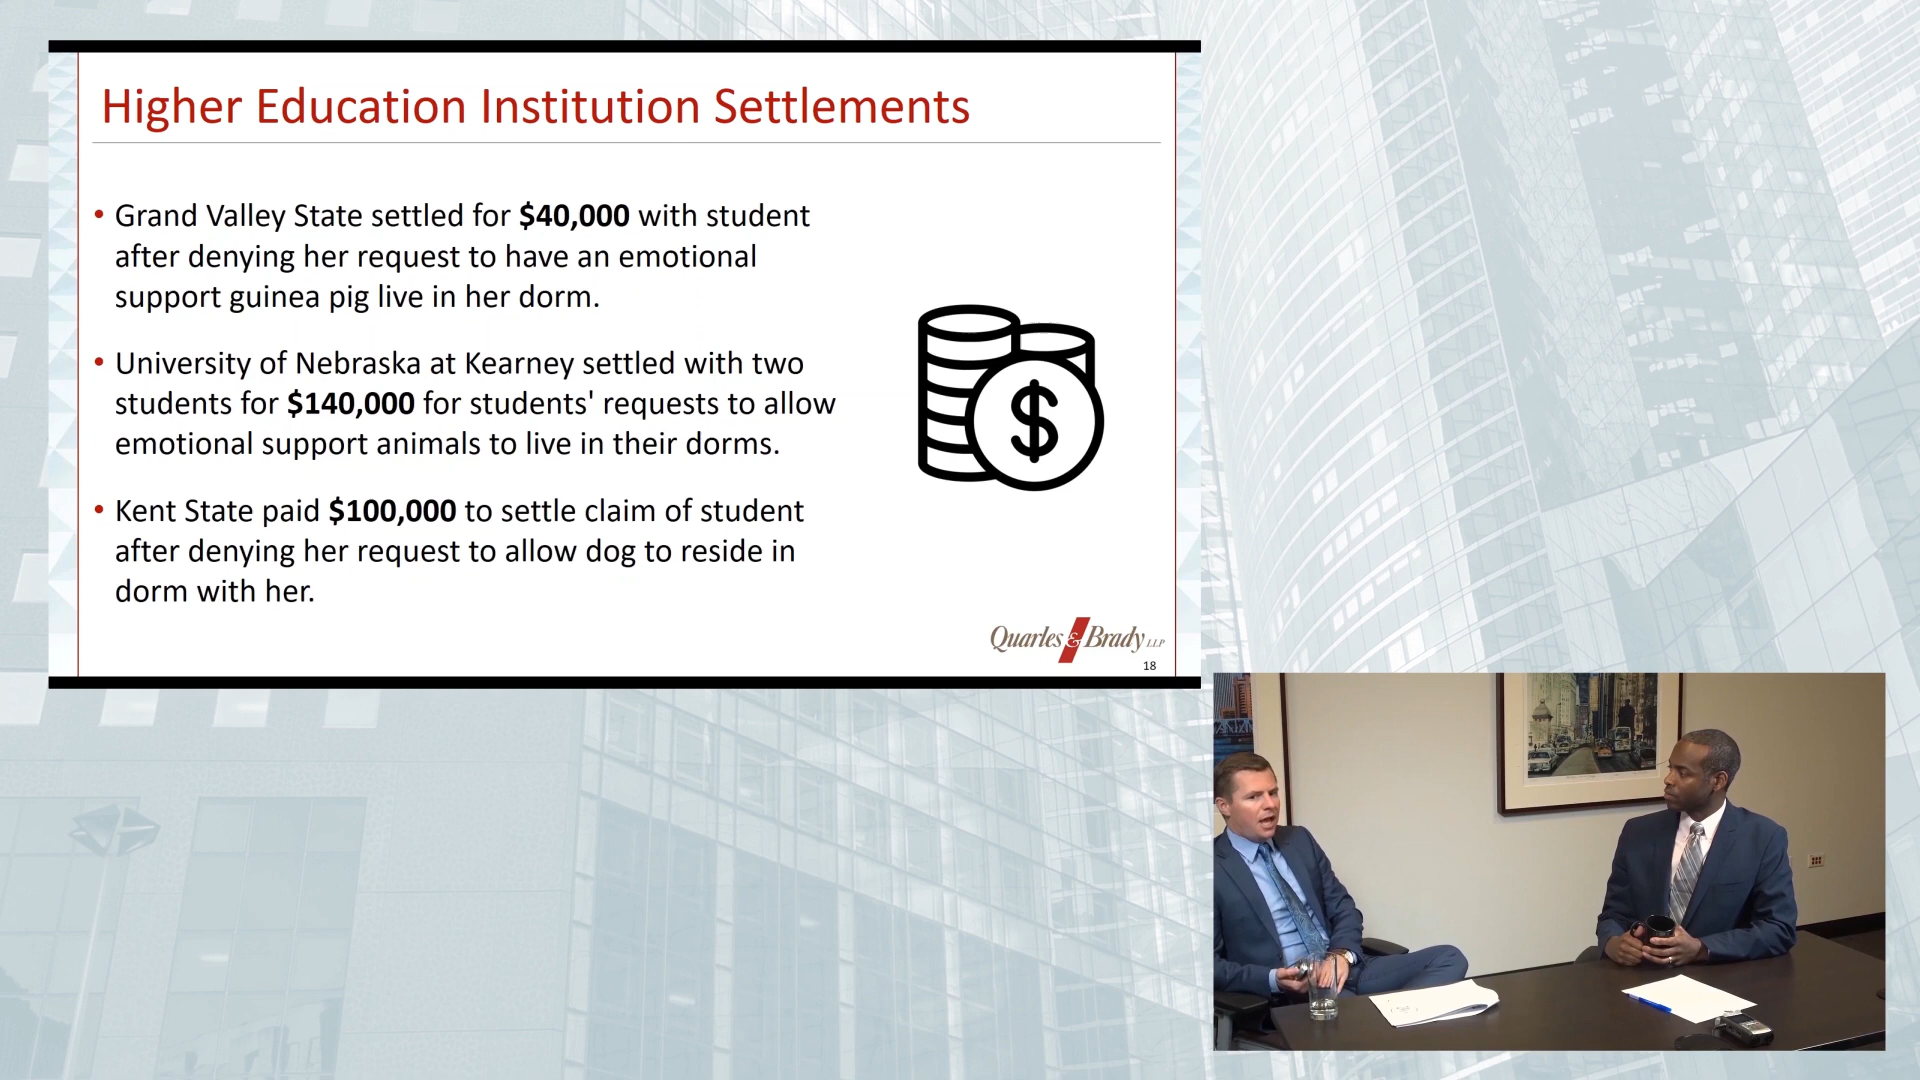 Higher Education Institution Settlements
• Grand Valley State settled for $40,000 with student
after denying her request to have an emotional
support guinea pig live in her dorm.
• University of Nebraska at Kearney settled with two
students for $140,000 for students' requests to allow
emotional support animals to live in their dorms.
• Kent State paid $100,000 to settle claim of student
after denying her request to allow dog to reside in
dorm with her.
$
Quarles & Brady LLP
18